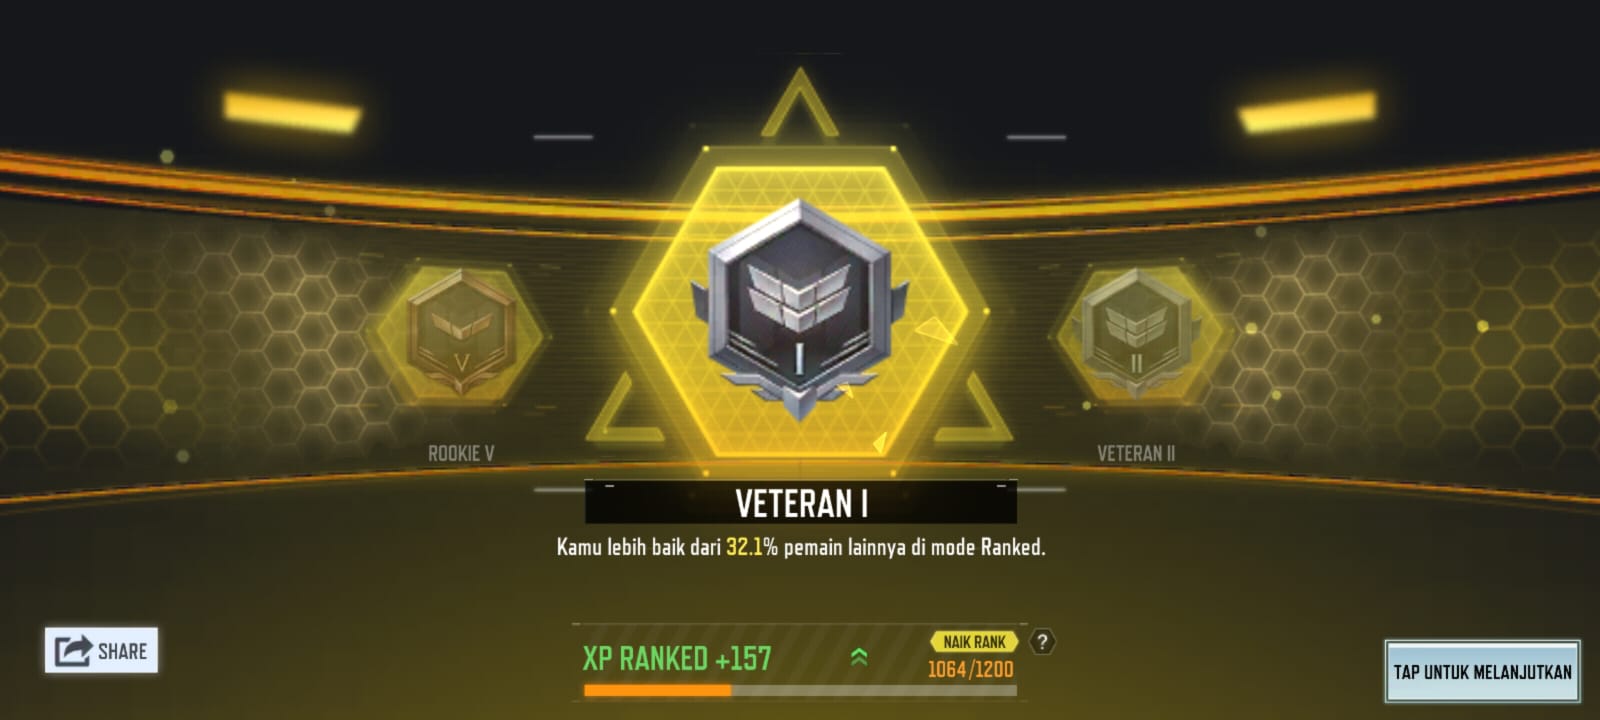 V
I
II
ROOKIE V
VETERAN II
VETERAN I
Kamu lebih baik dari 32.1% pemain lainnya di mode Ranked.
SHARE
XP RANKED +157
NAIK RANK
?
1064/1200
TAP UNTUK MELANJUTKAN